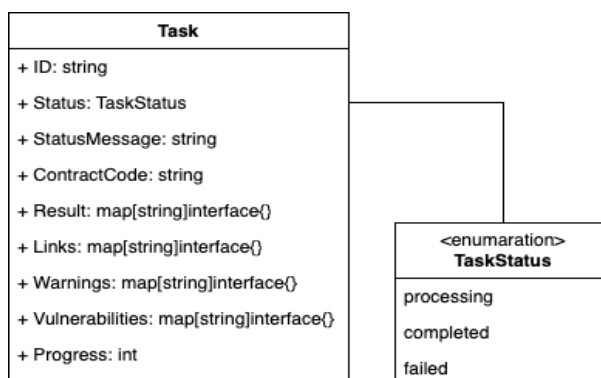 Task
+ ID: string
+ Status: TaskStatus
+ StatusMessage: string
+ ContractCode: string
+ Result: map[string]interface{}
+ Links: map[string]interface{}
+ Warnings: map[string]interface{}
+ Vulnerabilities: map[string]interface{}
+ Progress: int
<enumaration>
TaskStatus
processing
completed
failed